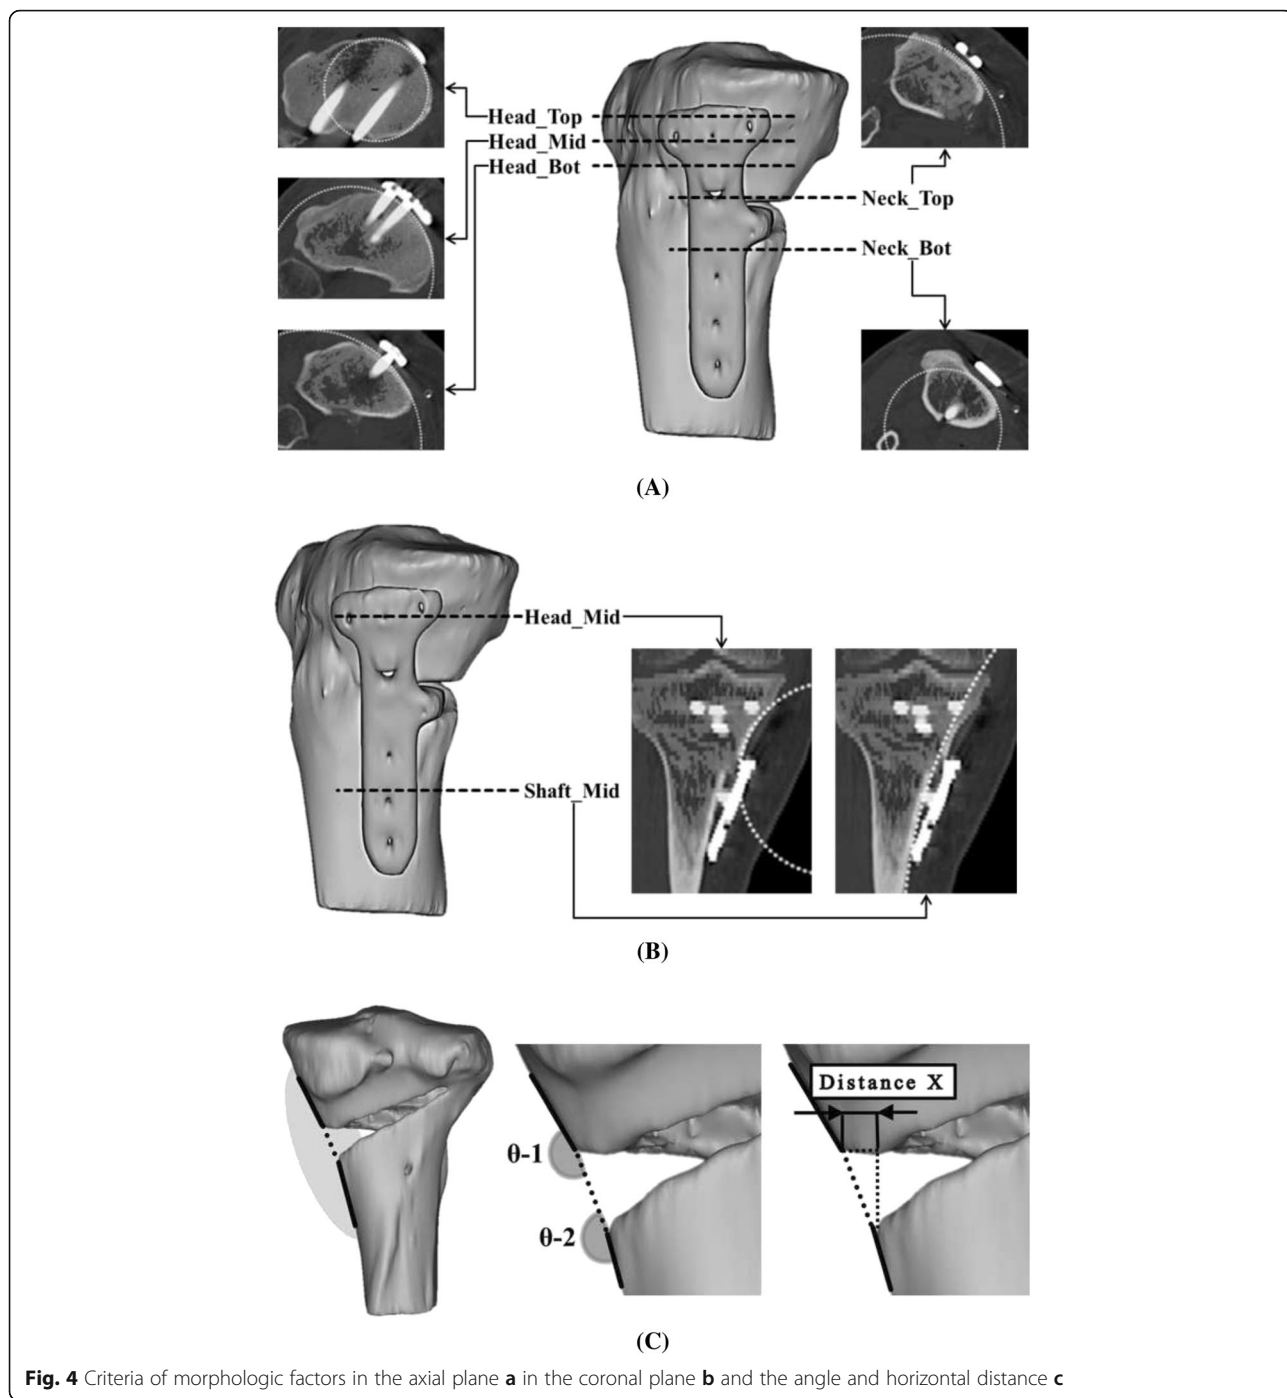 Head_Top
Head_Mid
Head_Bot
Neck_Top
Neck_Bot
(A)
Head_Mid
Shaft_Mid
(B)
Distance X
θ-1
θ-2
(C)
Fig. 4 Criteria of morphologic factors in the axial plane a in the coronal plane b and the angle and horizontal distance c